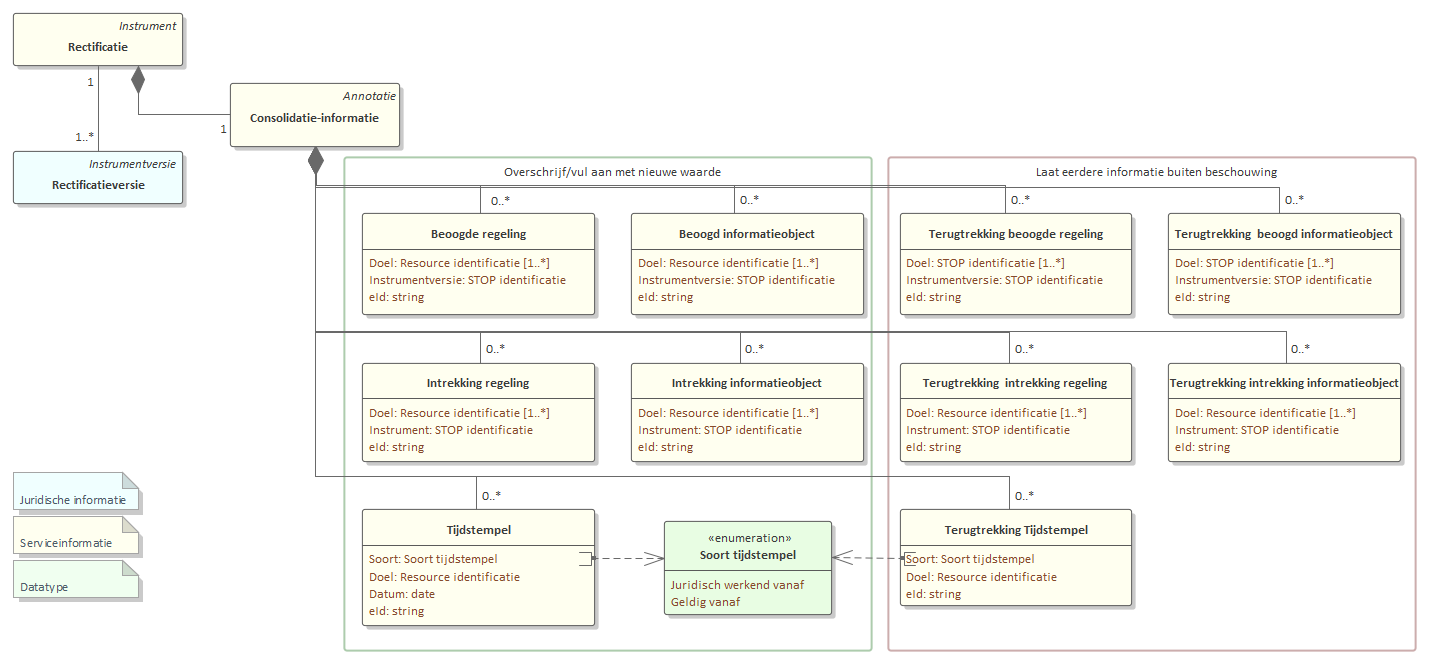 Instrument
Rectificatie
1
1..*
Instrumentversie
Rectificatieversie
Annotatie
Consolidatie-informatie
1
Overschrijf/vul aan met nieuwe waarde
Laat eerdere informatie buiten beschouwing
0..*
0..*
0..*
0..*
Beoogde regeling
Doel: Resource identificatie [1..*]
Instrumentversie: STOP identificatie
eId: string
Beoogd informatieobject
Doel: Resource identificatie [1..*]
Instrumentversie: STOP identificatie
eId: string
Terugtrekking beoogde regeling
Doel: STOP identificatie [1..*]
Instrumentversie: STOP identificatie
eId: string
Terugtrekking  beoogd informatieobject
Doel: STOP identificatie [1..*]
Instrumentversie: STOP identificatie
eId: string
0..*
0..*
0..*
0..*
Intrekking regeling
Doel: Resource identificatie [1..*]
Instrument: STOP identificatie
eId: string
Intrekking informatieobject
Doel: Resource identificatie [1..*]
Instrument: STOP identificatie
eId: string
Terugtrekking  intrekking regeling
Doel: Resource identificatie [1..*]
Instrument: STOP identificatie
eId: string
Terugtrekking intrekking informatieobject
Doel: Resource identificatie [1..*]
Instrument: STOP identificatie
eId: string
0..*
0..*
Tijdstempel
Soort: Soort tijdstempel
Doel: Resource identificatie
Datum: date
eId: string
«enumeration»
Soort tijdstempel
Juridisch werkend vanaf
Geldig vanaf
Terugtrekking Tijdstempel
Soort: Soort tijdstempel
Doel: Resource identificatie
eId: string
Juridische informatie
Serviceinformatie
Datatype